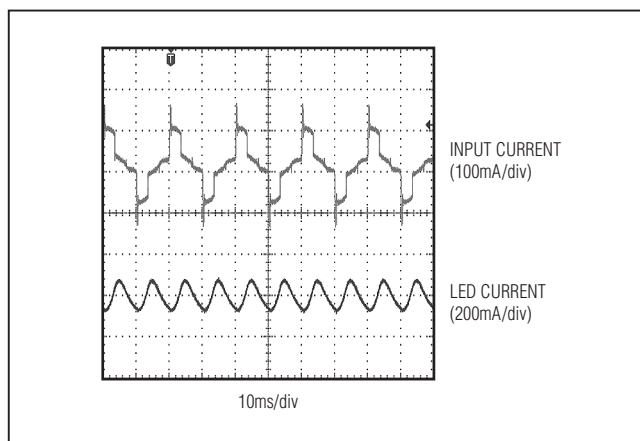 T
INPUT CURRENT
(100mA/div)
LED CURRENT
(200mA/div)
10ms/div